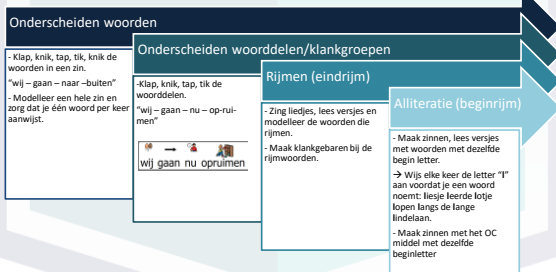 Onderscheiden woorden
- Klap, knik, tap, tik, knik de
woorden in een zin.
"wij – gaan – naar –buiten"
- Modelleer een hele zin en
zorg dat je één woord per keer
aanwijst.
Onderscheiden woorddelen/klankgroepen
-Klap, knik, tap, tik de
woorddelen.
"wij – gaan – nu – op-rui-
men"
wij gaan nu opruimen
Rijmen (eindrijm)
- Zing liedjes, lees versjes en
modelleer de woorden die
rijmen.
- Maak klankgebaren bij de
rijmwoorden.
Alliteratie (beginrijm)
- Maak zinnen, lees versjes
met woorden met dezelfde
begin letter.
→ Wijs elke keer de letter "l"
aan voordat je een woord
noemt: liesje leerde lotje
lopen langs de lange
lindelaan.
- Maak zinnen met het OC
middel met dezelfde
beginletter